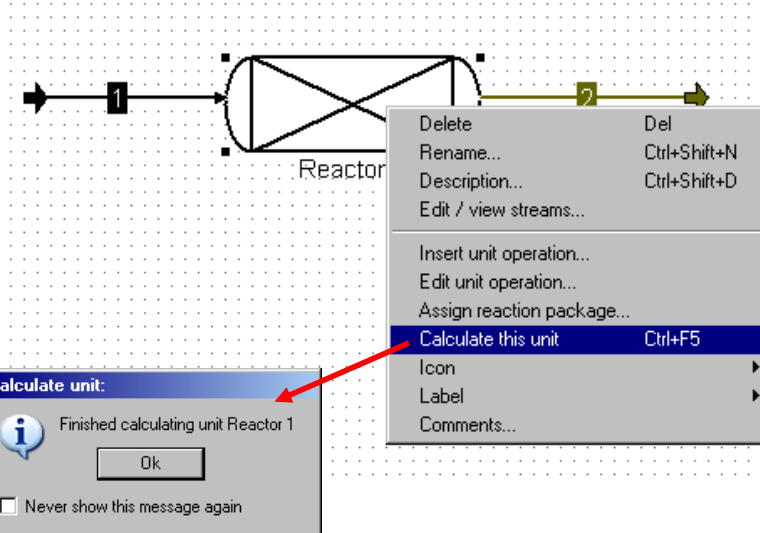 1
2
Reactor
Delete Del
Rename... Ctrl+Shift+N
Description... Ctrl+Shift+D
Edit / view streams...
Insert unit operation...
Edit unit operation...
Assign reaction package...
Calculate this unit Ctrl+F5
Icon
Label
Comments...
alculate unit:
Finished calculating unit Reactor 1
Ok
Never show this message again